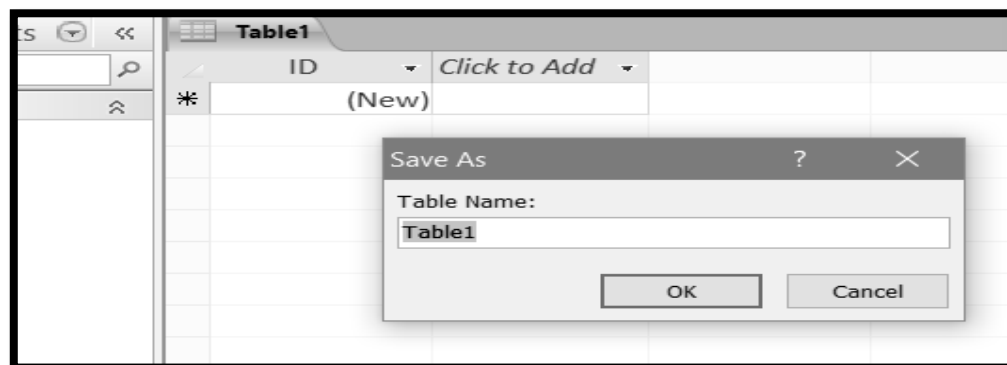 ts «
Table1
ID Click to Add
* (New)
Save As ? ×
Table Name:
Table1
OK Cancel